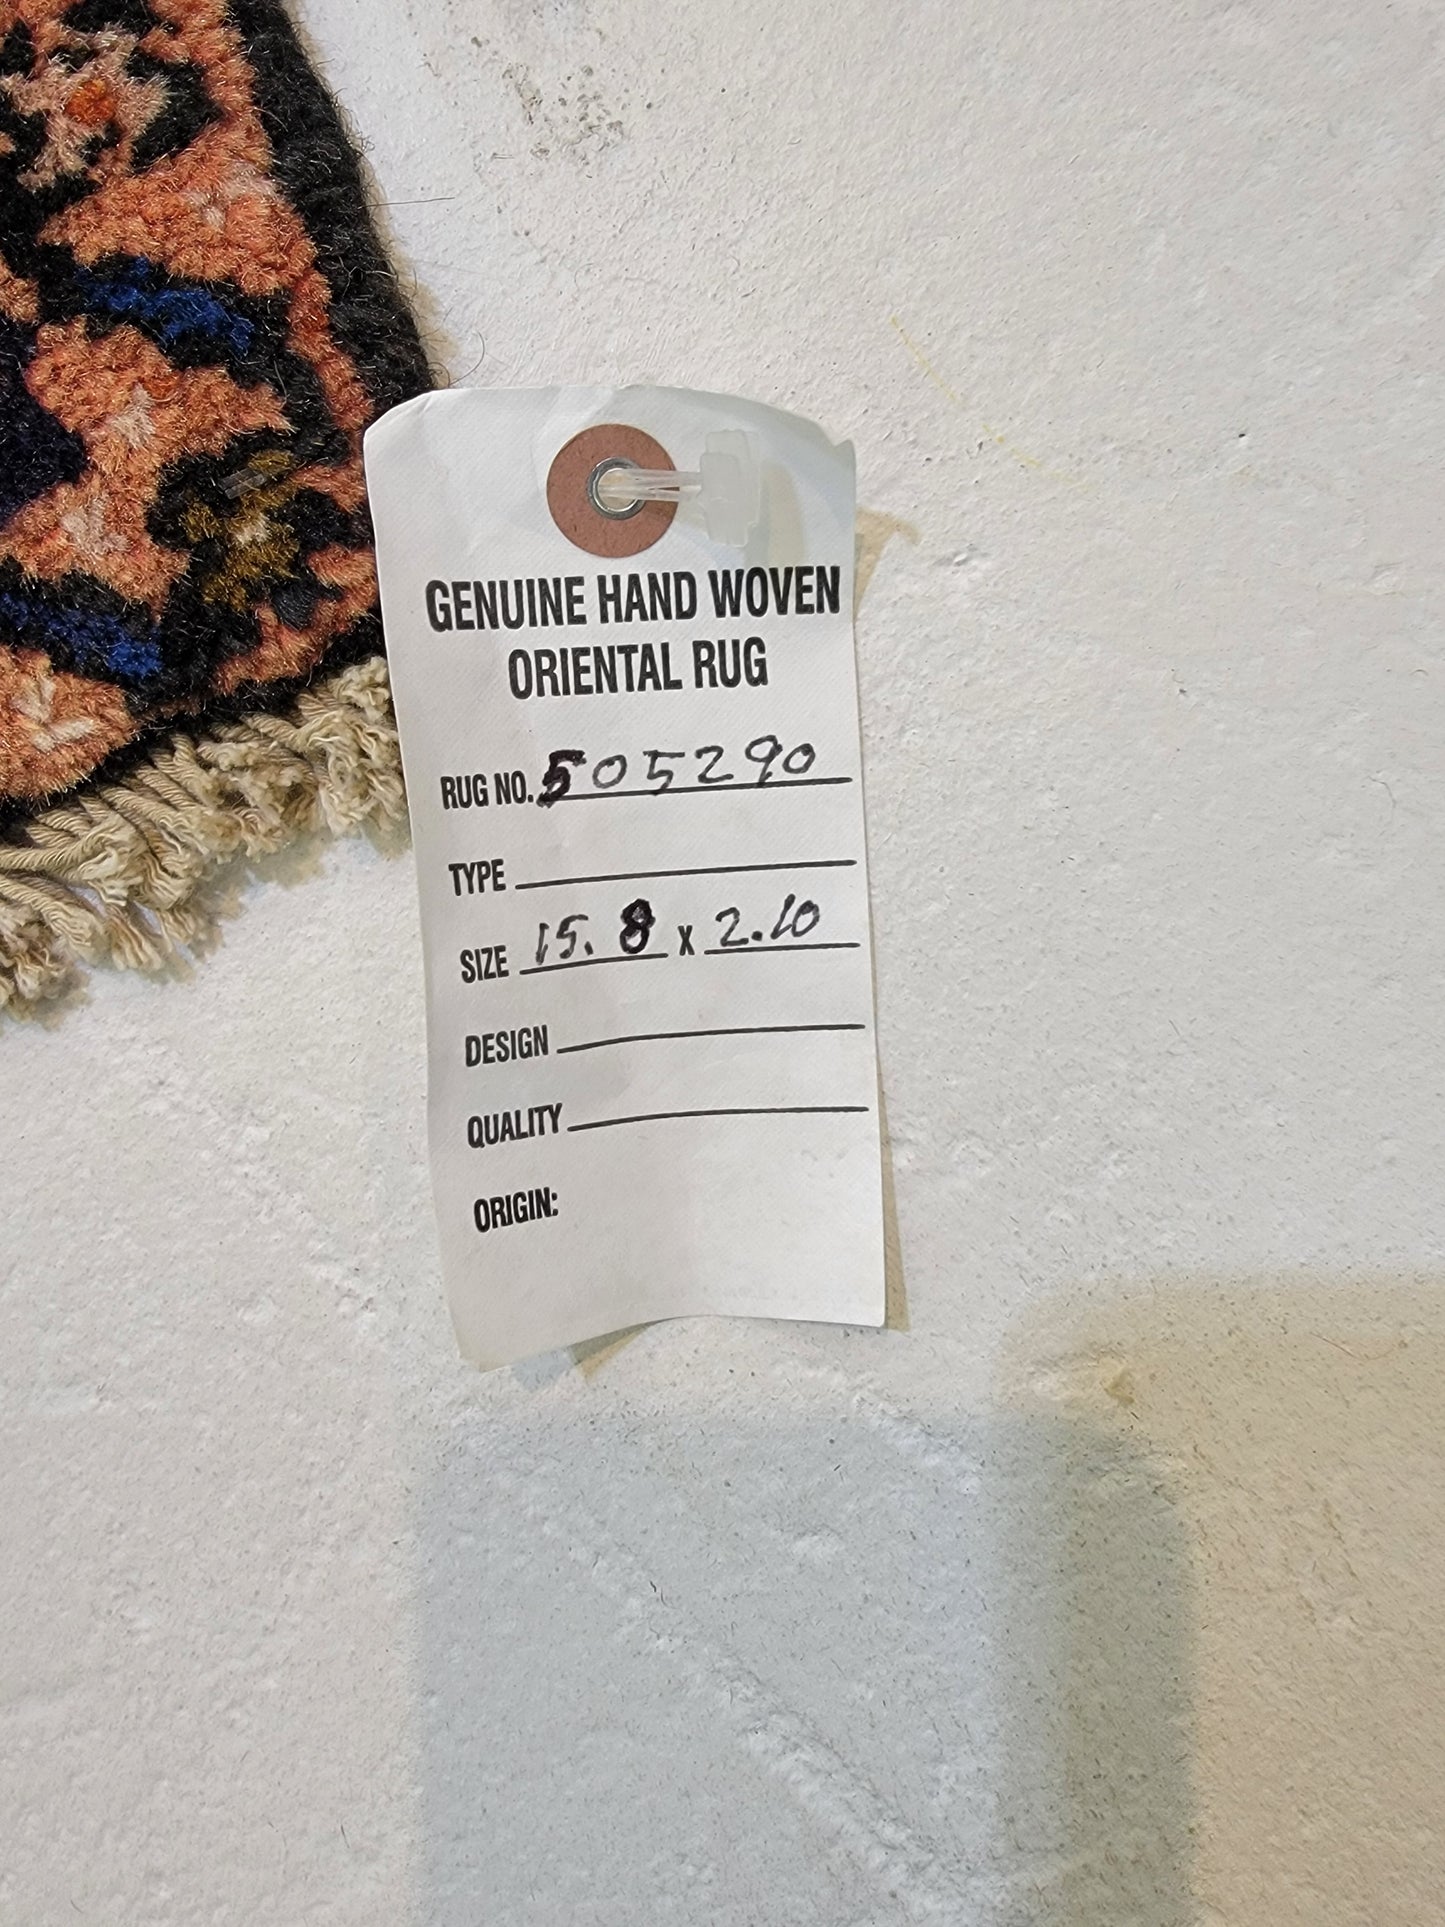 GENUINE HAND WOVEN
ORIENTAL RUG
RUG NO. 505290
TYPE
SIZE 15.8 x 2.10
DESIGN
QUALITY
ORIGIN: